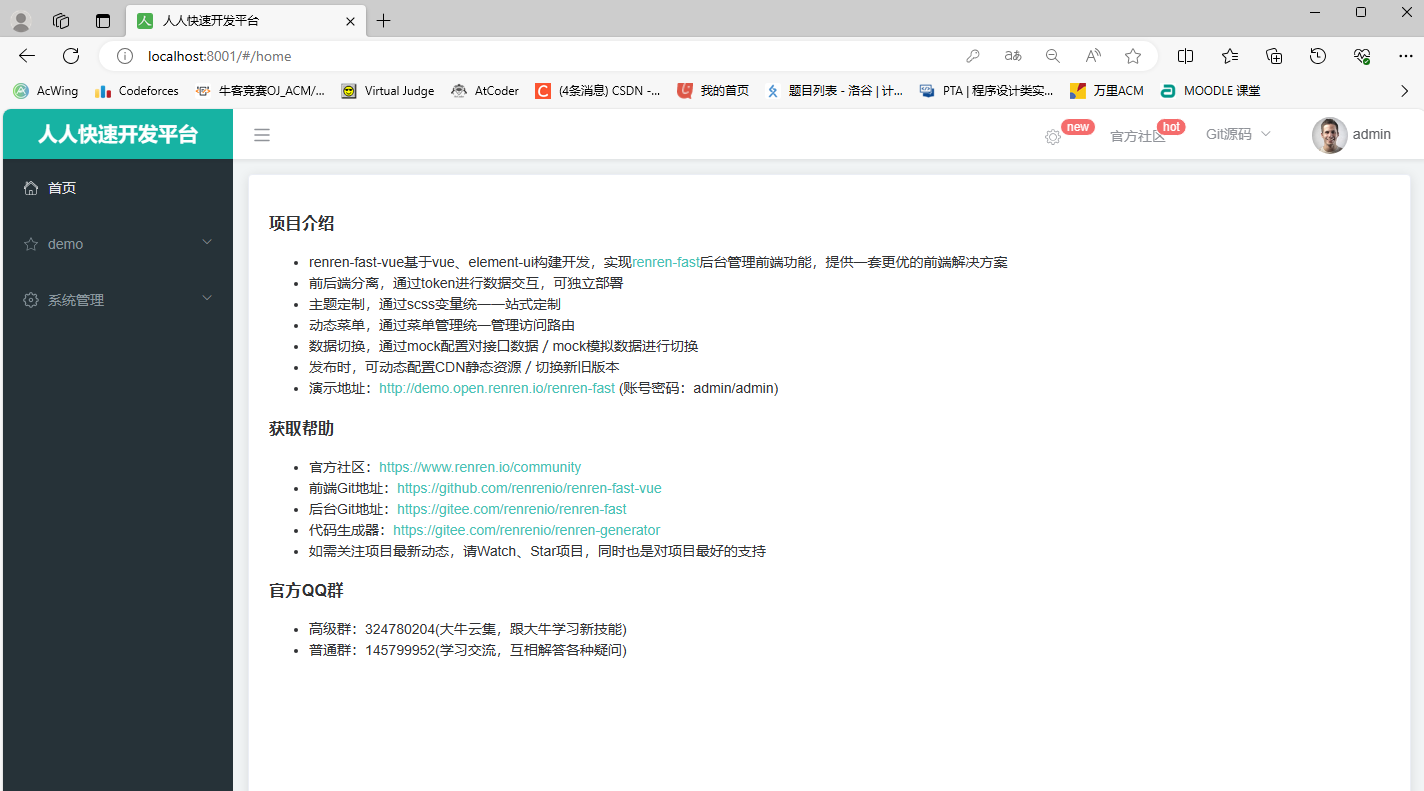 人人快速开发平台
localhost:8001/#/home
AcWing
Codeforces
牛客竞赛OJ_ACM/...
Virtual Judge
AtCoder
(4条消息) CSDN -...
我的首页
题目列表 - 洛谷 | 计...
PTA | 程序设计类实...
万里ACM
MOODLE 课堂
人人快速开发平台
new
官方社区
hot
Git源码
admin
首页
demo
系统管理
项目介绍
renren-fast-vue基于vue、element-ui构建开发，实现renren-fast后台管理前端功能，提供一套更优的前端解决方案
前后端分离，通过token进行数据交互，可独立部署
主题定制，通过scss变量统一一站式定制
动态菜单，通过菜单管理统一管理访问路由
数据切换，通过mock配置对接口数据／mock模拟数据进行切换
发布时，可动态配置CDN静态资源／切换新旧版本
演示地址：http://demo.open.renren.io/renren-fast (账号密码：admin/admin)
获取帮助
官方社区：https://www.renren.io/community
前端Git地址：https://github.com/renrenio/renren-fast-vue
后台Git地址：https://gitee.com/renrenio/renren-fast
代码生成器：https://gitee.com/renrenio/renren-generator
如需关注项目最新动态，请Watch、Star项目，同时也是对项目最好的支持
官方QQ群
高级群：324780204(大牛云集，跟大牛学习新技能)
普通群：145799952(学习交流，互相解答各种疑问)